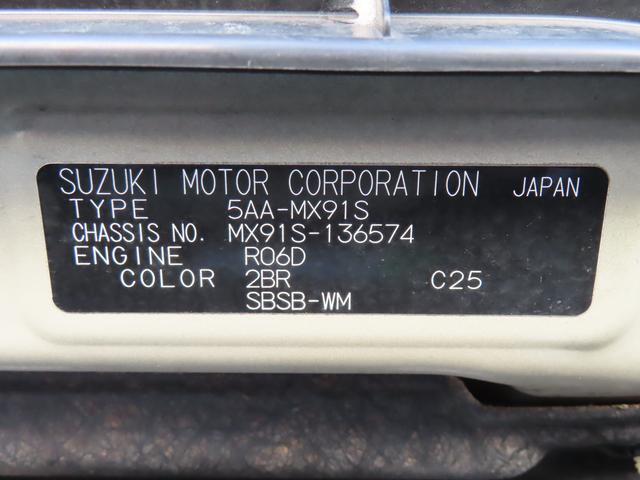 SUZUKI MOTOR CORPORATION JAPAN
TYPE 5AA-MX91S
CHASSIS NO. MX91S-136574
ENGINE R06D
COLOR 2BR C25
SBSB-WM